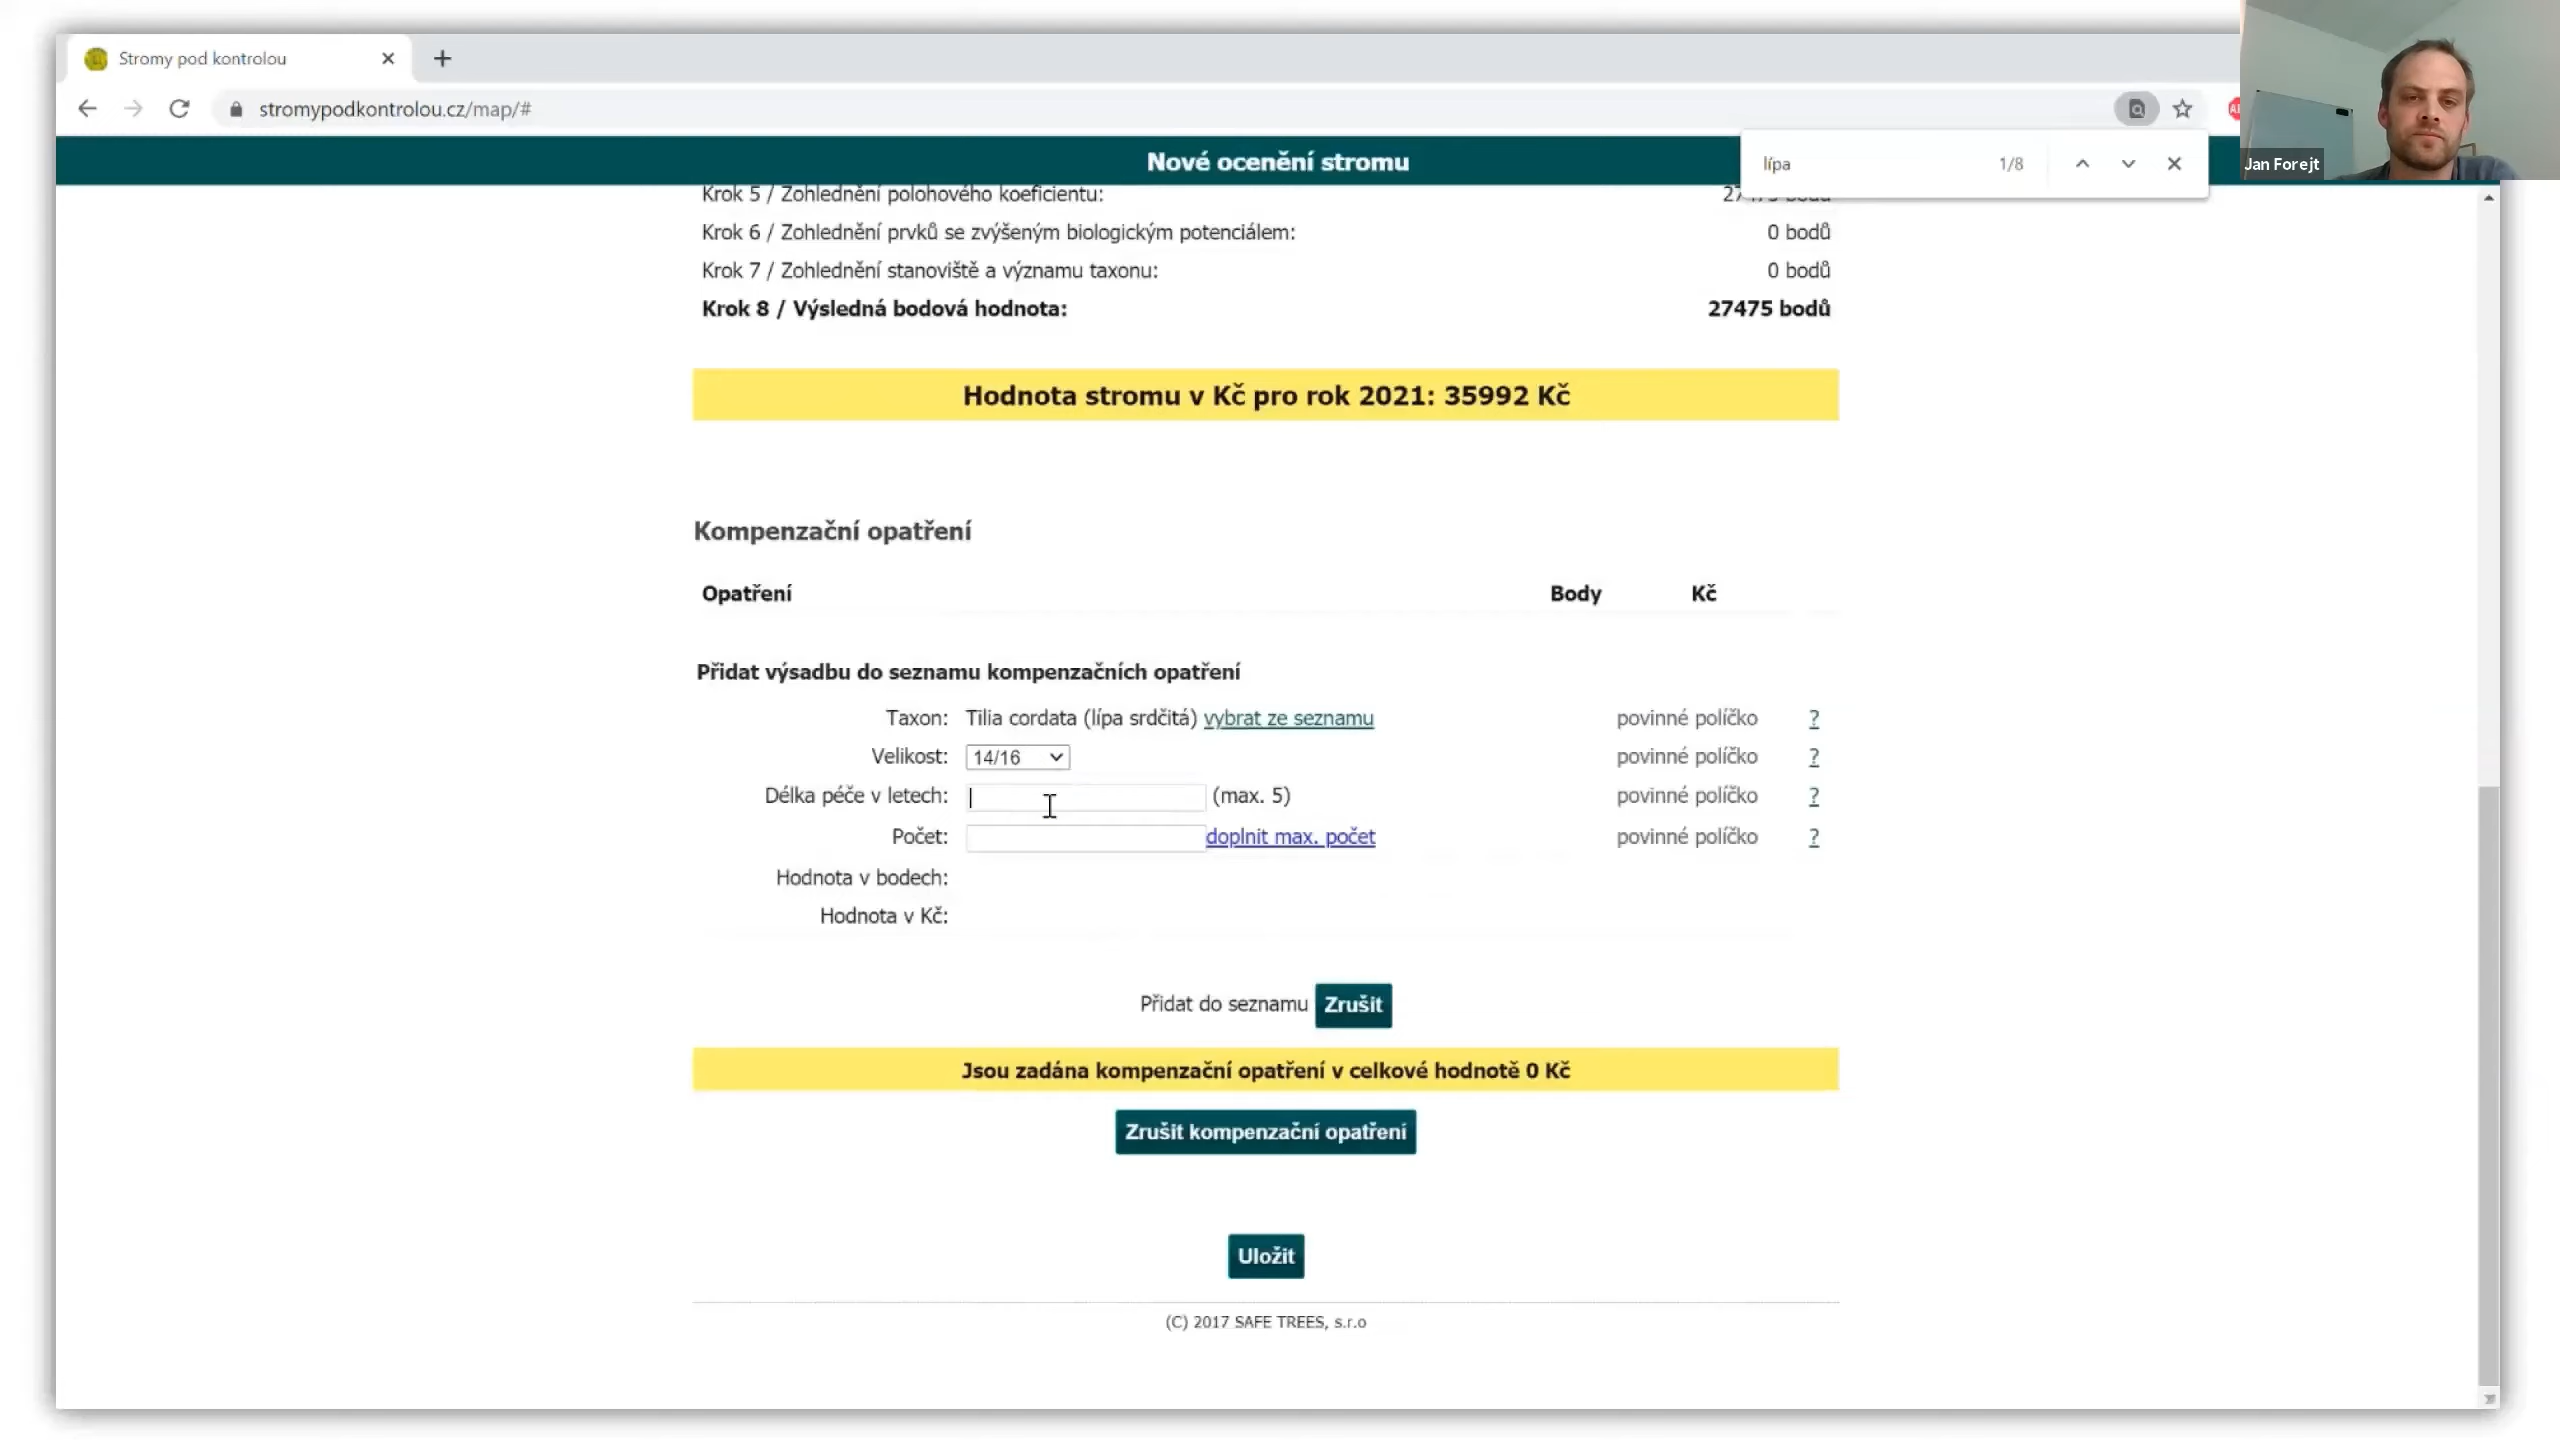 Stromy pod kontrolou
stromypodkontrolou.cz/map/#
Jan Forejt
lípa 1/8
Nové ocenění stromu
Krok 5 / Zohlednění polohového koeficientu:
Krok 6 / Zohlednění prvků se zvýšeným biologickým potenciálem: 0 bodů
Krok 7 / Zohlednění stanoviště a významu taxonu: 0 bodů
Krok 8 / Výsledná bodová hodnota: 27475 bodů
Hodnota stromu v Kč pro rok 2021: 35992 Kč
Kompenzační opatření
Opatření Body Kč
Přidat výsadbu do seznamu kompenzačních opatření
Taxon: Tilia cordata (lípa srdčitá) vybrat ze seznamu povinné políčko ?
Velikost: 14/16 povinné políčko ?
Délka péče v letech: (max. 5) povinné políčko ?
Počet: doplnit max. počet povinné políčko ?
Hodnota v bodech:
Hodnota v Kč:
Přidat do seznamu Zrušit
Jsou zadána kompenzační opatření v celkové hodnotě 0 Kč
Zrušit kompenzační opatření
Uložit
(C) 2017 SAFE TREES, s.r.o